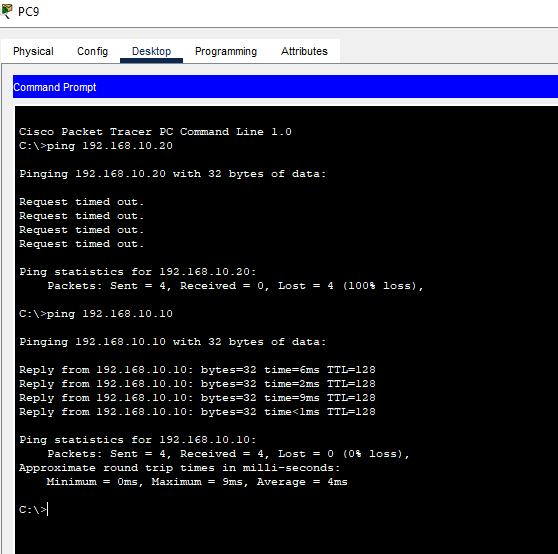 PC9
Physical Config Desktop Programming Attributes
Command Prompt
Cisco Packet Tracer PC Command Line 1.0
C:\>ping 192.168.10.20
Pinging 192.168.10.20 with 32 bytes of data:
Request timed out.
Request timed out.
Request timed out.
Request timed out.
Ping statistics for 192.168.10.20:
Packets: Sent = 4, Received = 0, Lost = 4 (100% loss),
C:\>ping 192.168.10.10
Pinging 192.168.10.10 with 32 bytes of data:
Reply from 192.168.10.10: bytes=32 time=6ms TTL=128
Reply from 192.168.10.10: bytes=32 time=2ms TTL=128
Reply from 192.168.10.10: bytes=32 time=9ms TTL=128
Reply from 192.168.10.10: bytes=32 time<1ms TTL=128
Ping statistics for 192.168.10.10:
Packets: Sent = 4, Received = 4, Lost = 0 (0% loss),
Approximate round trip times in milli-seconds:
Minimum = 0ms, Maximum = 9ms, Average = 4ms
C:\>